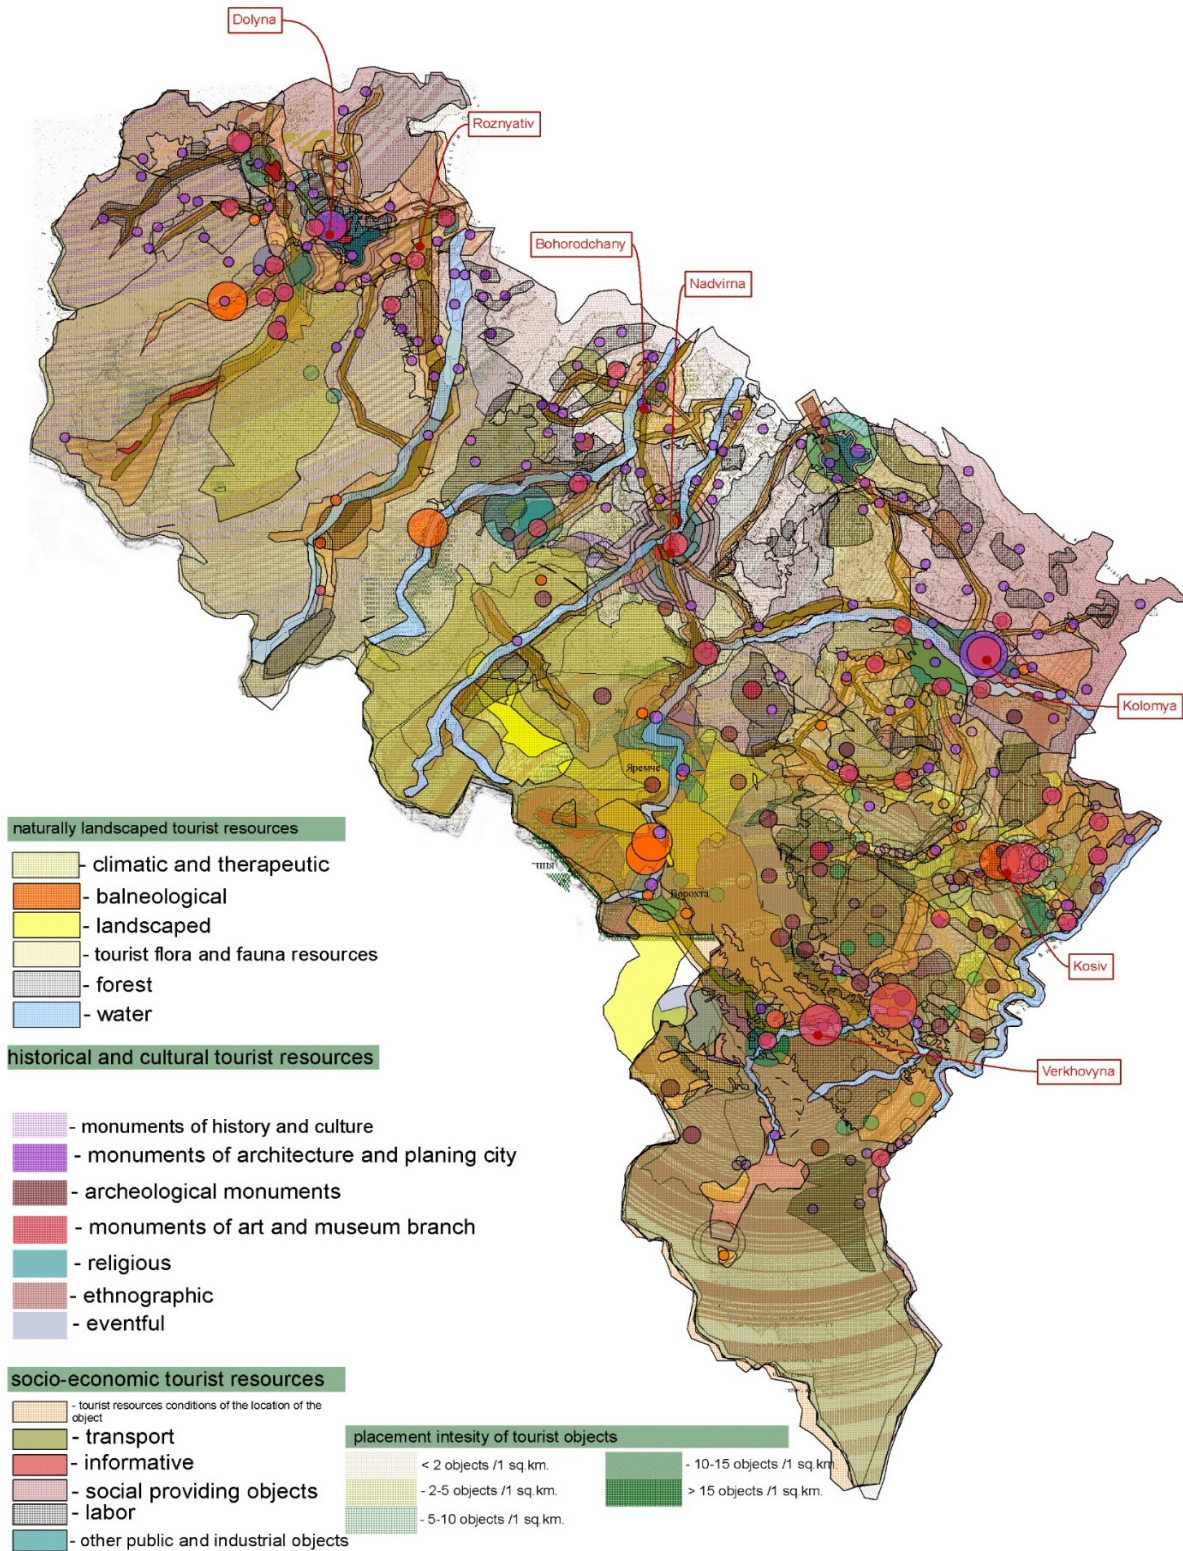 Dolyna
Roznyativ
Bohorodchany
Nadvirna
Kolomya
Яремче
Ворохта
Kosiv
Verkhovyna
naturally landscaped tourist resources
- climatic and therapeutic
- balneological
- landscaped
- tourist flora and fauna resources
- forest
- water
historical and cultural tourist resources
- monuments of history and culture
- monuments of architecture and planing city
- archeological monuments
- monuments of art and museum branch
- religious
- ethnographic
- eventful
socio-economic tourist resources
- tourist resources conditions of the location of the
object
- transport
- informative
- social providing objects
- labor
- other public and industrial objects
placement intesity of tourist objects
< 2 objects /1 sq.km.
- 2-5 objects /1 sq.km.
- 5-10 objects /1 sq.km.
- 10-15 objects /1 sq.km.
> 15 objects /1 sq.km.